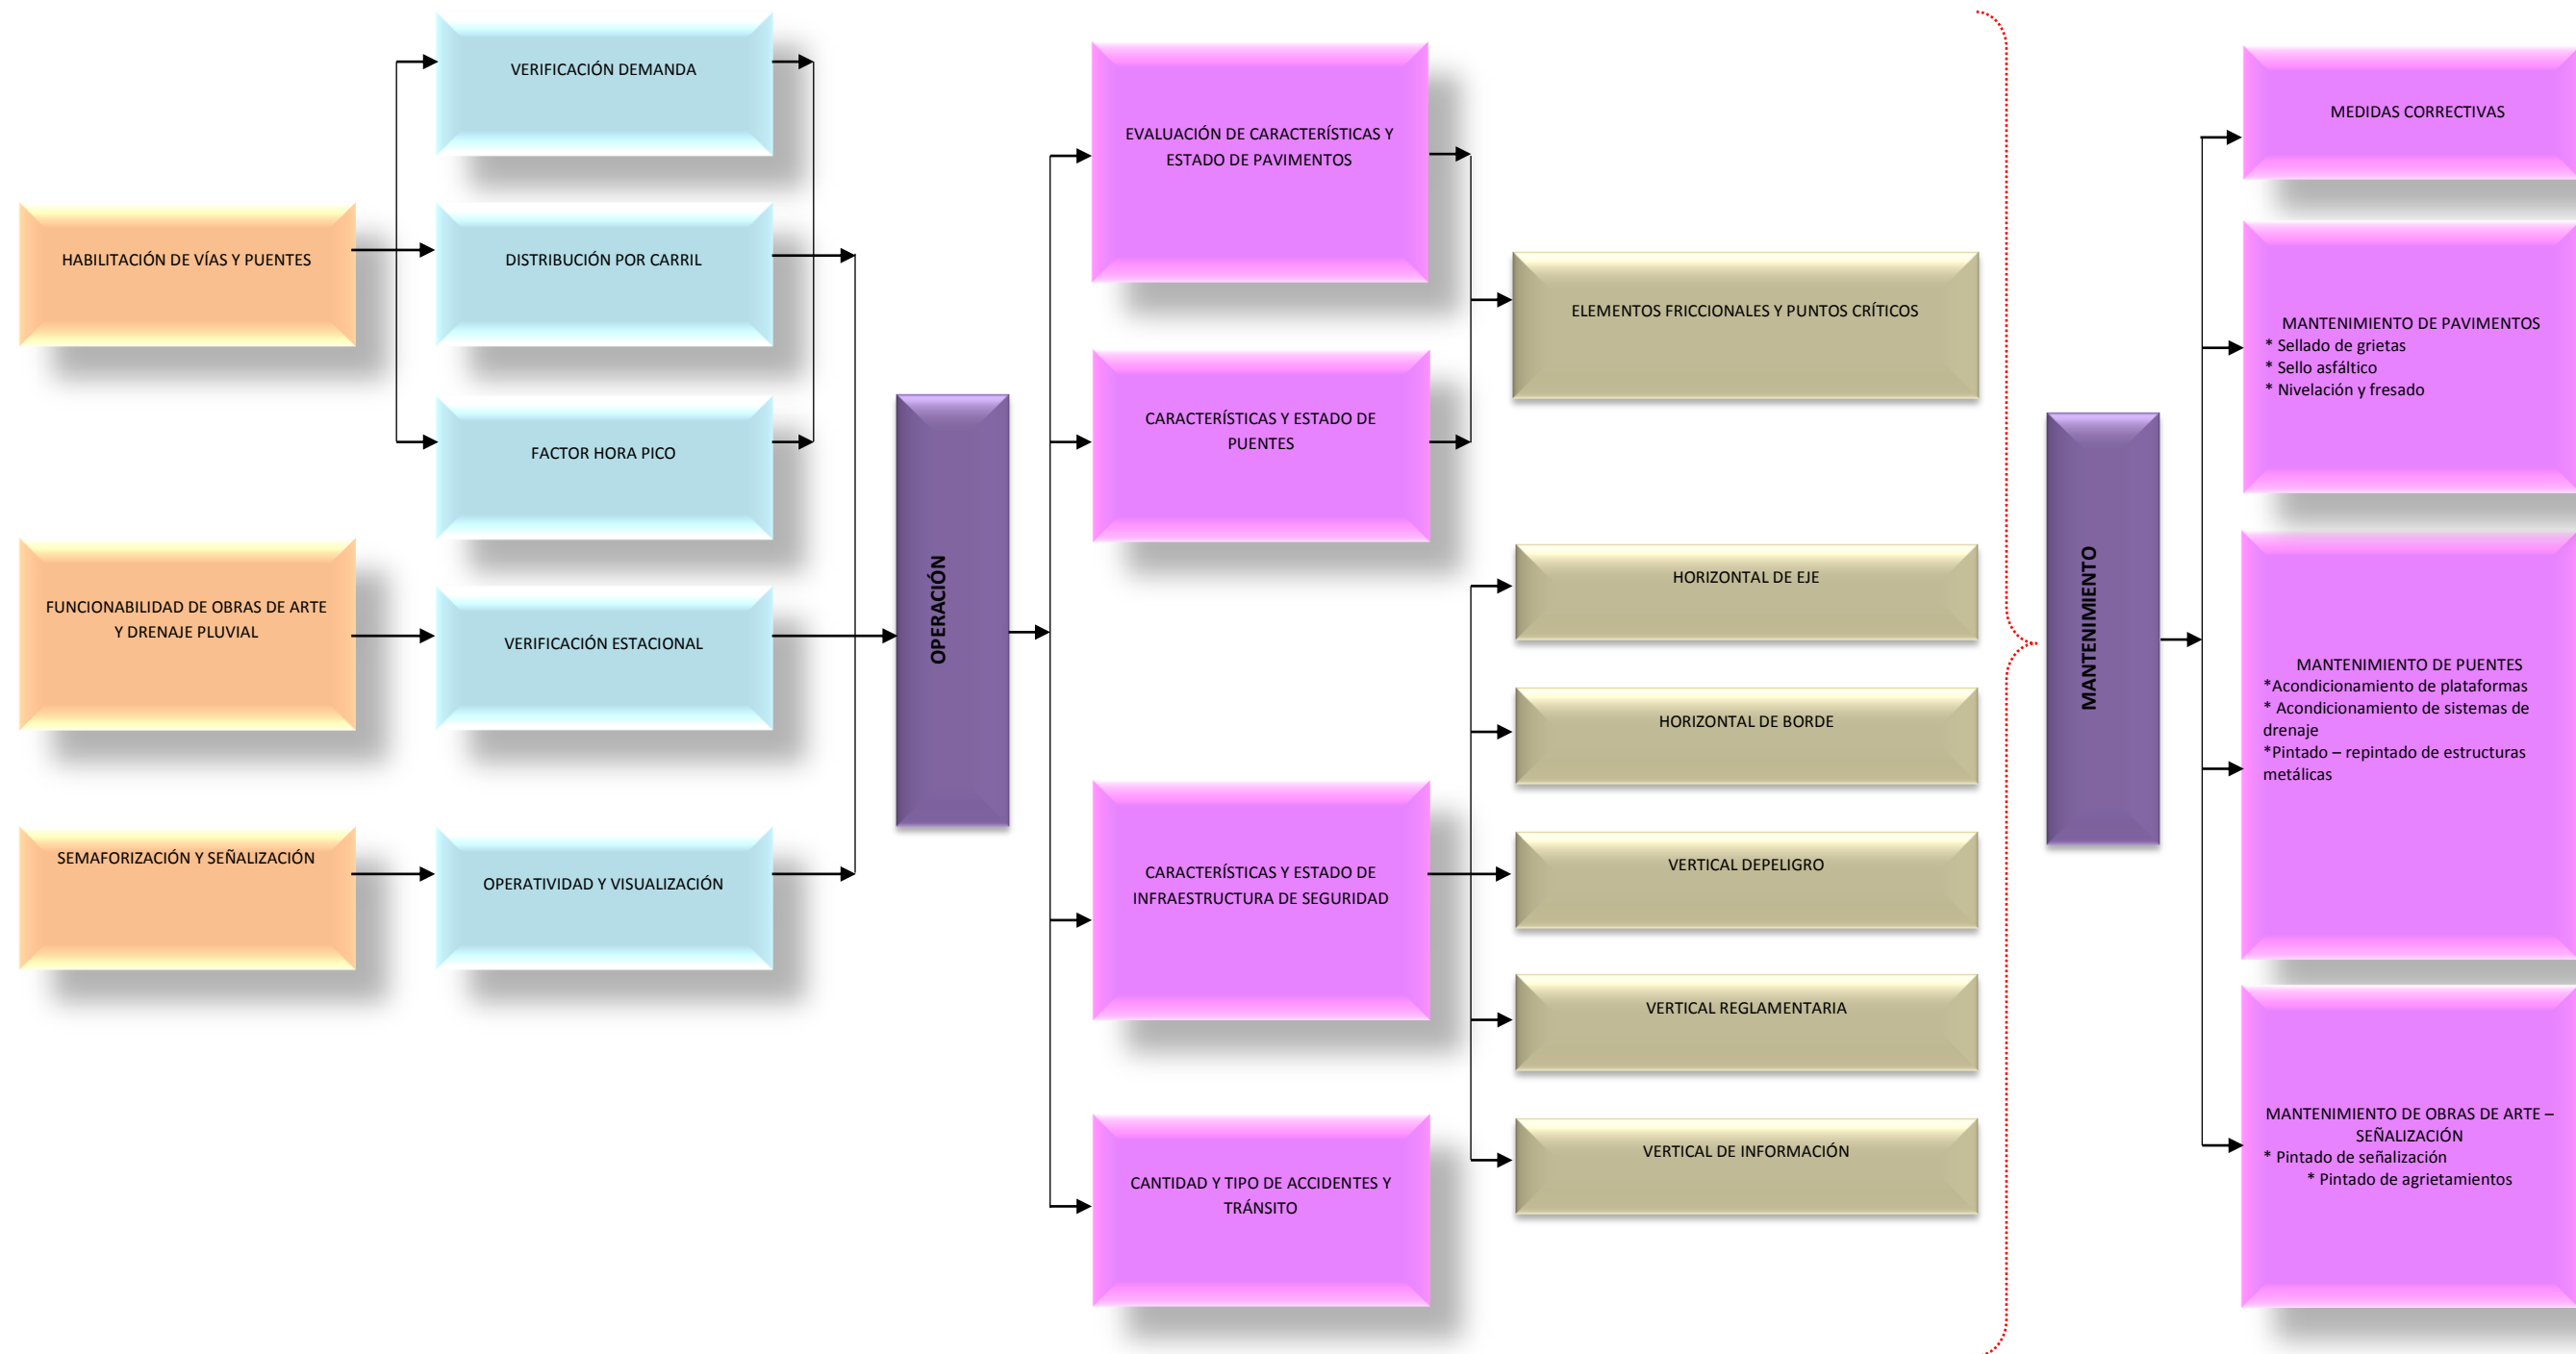 HABILITACIÓN DE VÍAS Y PUENTES
FUNCIONABILIDAD DE OBRAS DE ARTE
Y DRENAJE PLUVIAL
SEMAFORIZACIÓN Y SEÑALIZACIÓN
VERIFICACIÓN DEMANDA
DISTRIBUCIÓN POR CARRIL
FACTOR HORA PICO
VERIFICACIÓN ESTACIONAL
OPERATIVIDAD Y VISUALIZACIÓN
OPERACIÓN
EVALUACIÓN DE CARACTERÍSTICAS Y
ESTADO DE PAVIMENTOS
CARACTERÍSTICAS Y ESTADO DE
PUENTES
CARACTERÍSTICAS Y ESTADO DE
INFRAESTRUCTURA DE SEGURIDAD
CANTIDAD Y TIPO DE ACCIDENTES Y
TRÁNSITO
ELEMENTOS FRICCIONALES Y PUNTOS CRÍTICOS
HORIZONTAL DE EJE
HORIZONTAL DE BORDE
VERTICAL DEPELIGRO
VERTICAL REGLAMENTARIA
VERTICAL DE INFORMACIÓN
MANTENIMIENTO
MEDIDAS CORRECTIVAS
MANTENIMIENTO DE PAVIMENTOS
* Sellado de grietas
* Sello asfáltico
* Nivelación y fresado
MANTENIMIENTO DE PUENTES
*Acondicionamiento de plataformas
* Acondicionamiento de sistemas de
drenaje
*Pintado – repintado de estructuras
metálicas
MANTENIMIENTO DE OBRAS DE ARTE –
SEÑALIZACIÓN
* Pintado de señalización
* Pintado de agrietamientos